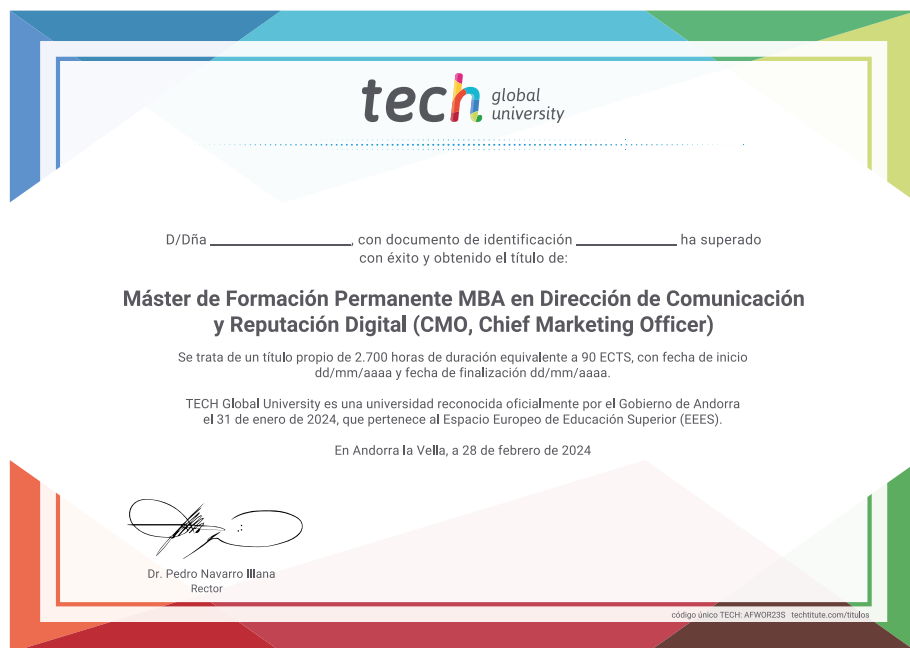 tech global university
D/Dña ______________, con documento de identificación __________ ha superado
con éxito y obtenido el título de:
Máster de Formación Permanente MBA en Dirección de Comunicación
y Reputación Digital (CMO, Chief Marketing Officer)
Se trata de un título propio de 2.700 horas de duración equivalente a 90 ECTS, con fecha de inicio
dd/mm/aaaa y fecha de finalización dd/mm/aaaa.
TECH Global University es una universidad reconocida oficialmente por el Gobierno de Andorra
el 31 de enero de 2024, que pertenece al Espacio Europeo de Educación Superior (EEES).
En Andorra la Vella, a 28 de febrero de 2024
Dr. Pedro Navarro Illana
Rector
código único TECH: AFWOR23S techtitute.com/titulos